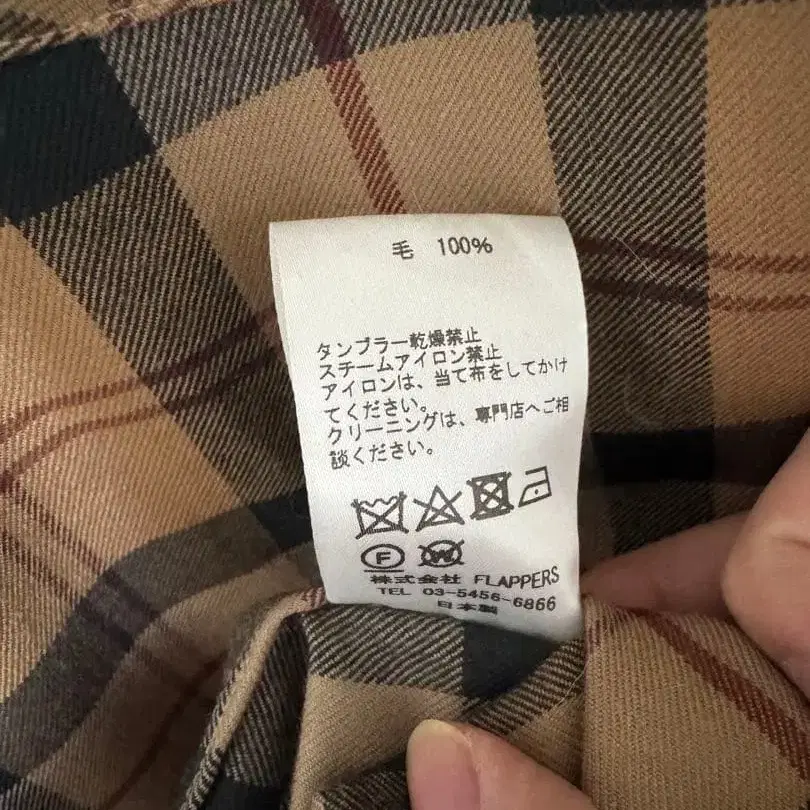 毛 100%
タンブラー乾燥禁止
スチームアイロン禁止
アイロンは、当て布をしてかけ
てください。
クリーニングは、専門店へご相
談ください。
F W
株式会社 FLAPPERS
TEL 03-5456-6866
日本製